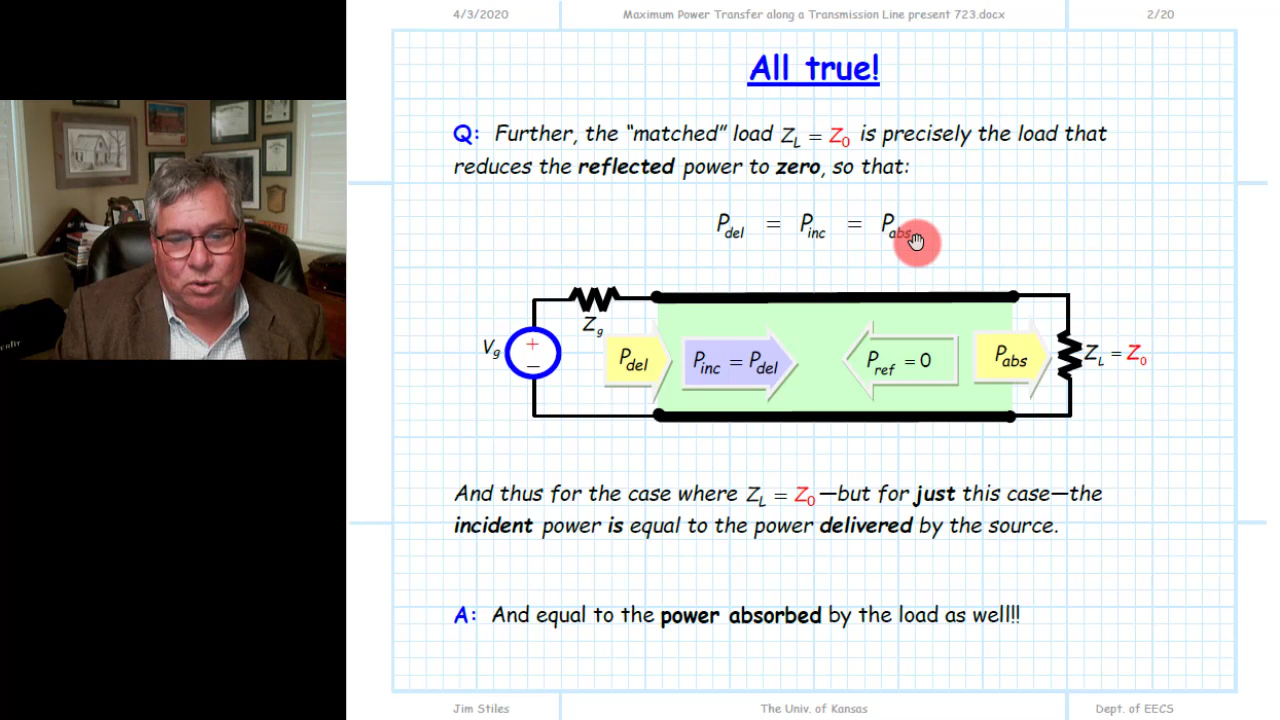 4/3/2020 Maximum Power Transfer along a Transmission Line present 723.docx 2/20
All true!
Q: Further, the “matched” load Z_L = Z_0 is precisely the load that
reduces the reflected power to zero, so that:
P_del = P_inc = P_abs
Z_g
V_g + − P_del P_inc = P_del P_ref = 0 P_abs Z_L = Z_0
And thus for the case where Z_L = Z_0—but for just this case—the
incident power is equal to the power delivered by the source.
A: And equal to the power absorbed by the load as well!!
Jim Stiles The Univ. of Kansas Dept. of EECS